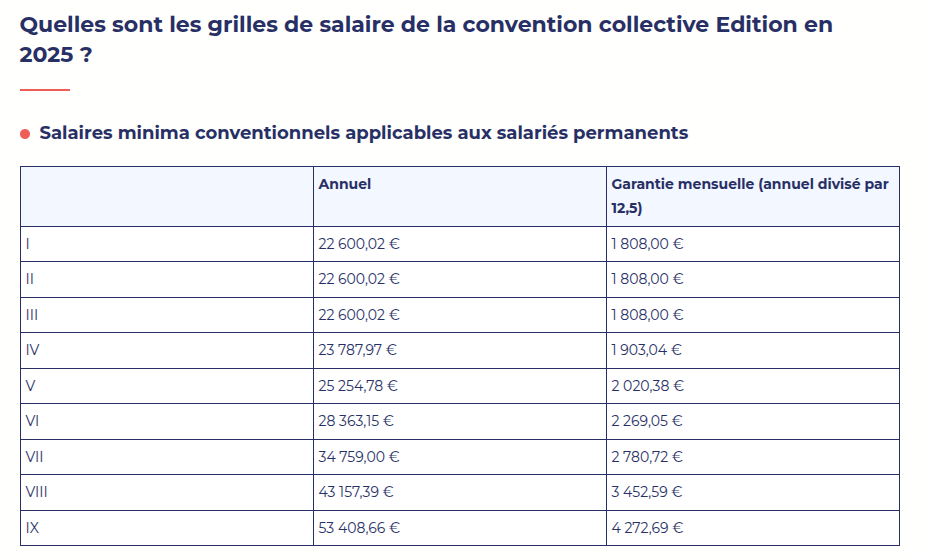 Quelles sont les grilles de salaire de la convention collective Edition en
2025 ?
Salaires minima conventionnels applicables aux salariés permanents
Annuel Garantie mensuelle (annuel divisé par
12,5)
I 22 600,02 € 1 808,00 €
II 22 600,02 € 1 808,00 €
III 22 600,02 € 1 808,00 €
IV 23 787,97 € 1 903,04 €
V 25 254,78 € 2 020,38 €
VI 28 363,15 € 2 269,05 €
VII 34 759,00 € 2 780,72 €
VIII 43 157,39 € 3 452,59 €
IX 53 408,66 € 4 272,69 €